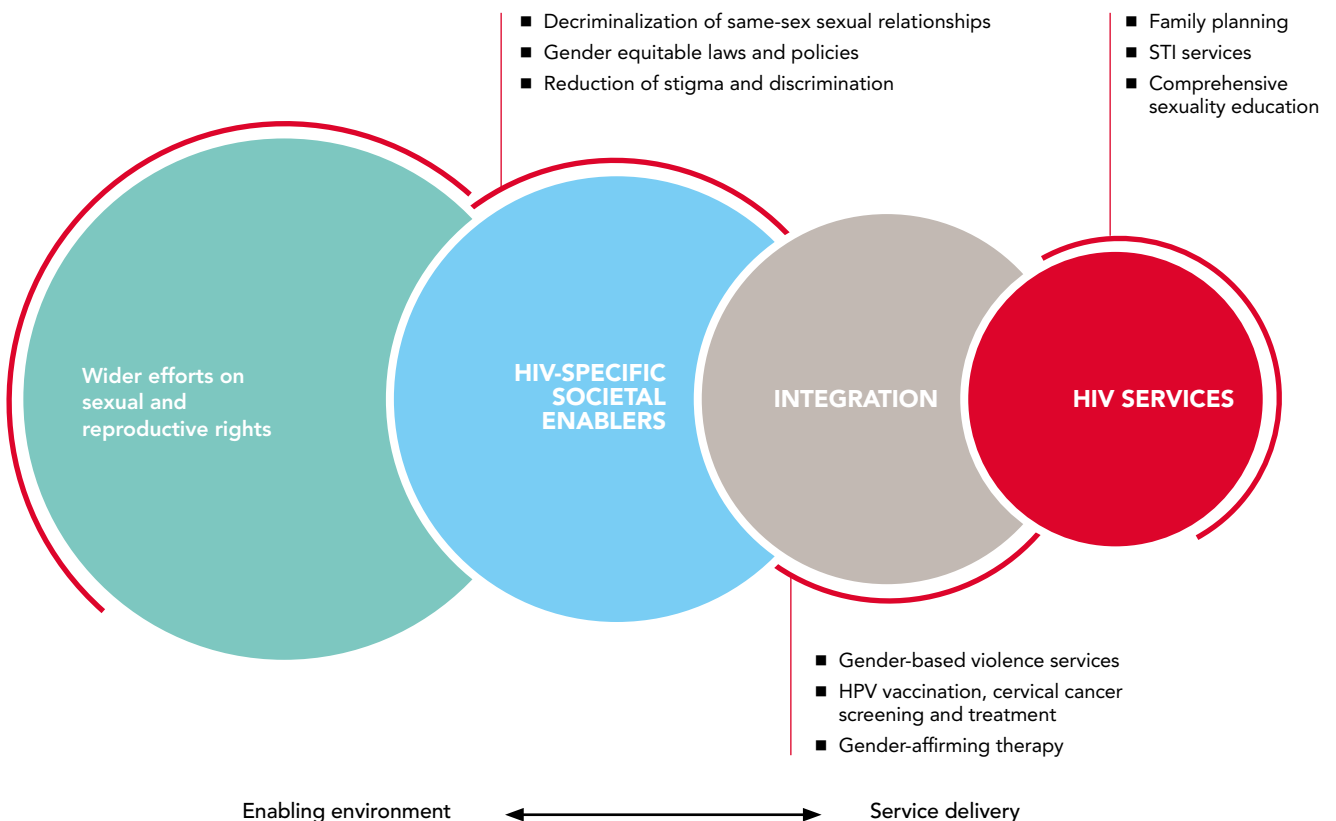 ■ Decriminalization of same-sex sexual relationships
■ Gender equitable laws and policies
■ Reduction of stigma and discrimination
■ Family planning
■ STI services
■ Comprehensive
sexuality education
Wider efforts on
sexual and
reproductive rights
HIV-SPECIFIC
SOCIETAL
ENABLERS
INTEGRATION
HIV SERVICES
■ Gender-based violence services
■ HPV vaccination, cervical cancer
screening and treatment
■ Gender-affirming therapy
Enabling environment
Service delivery